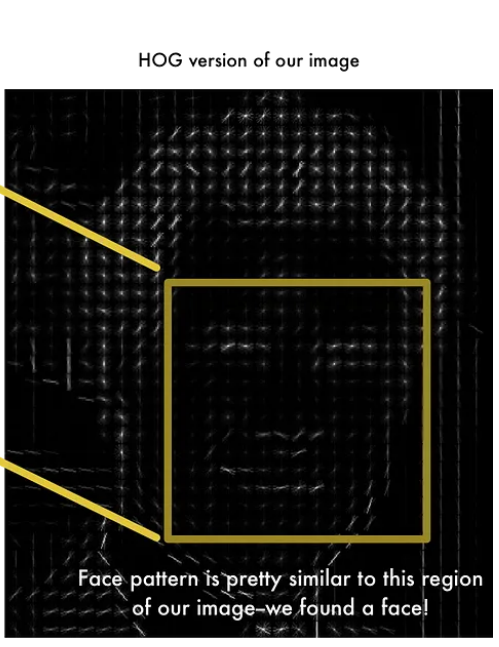 HOG version of our image
Face pattern is pretty similar to this region
of our image–we found a face!